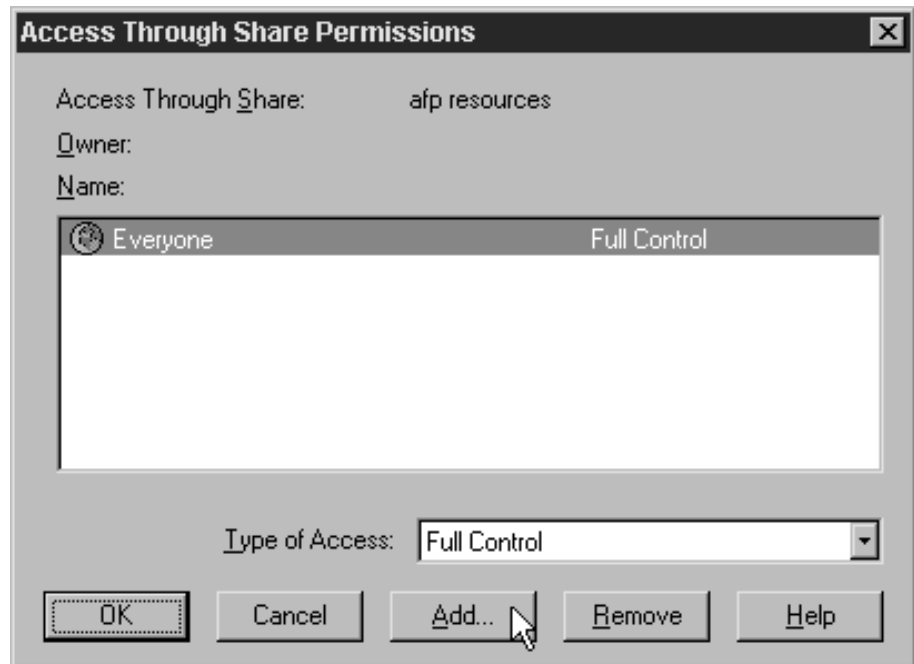 Access Through Share Permissions
Access Through Share: afp resources
Owner:
Name:
Everyone Full Control
Type of Access: Full Control
OK Cancel Add... Remove Help